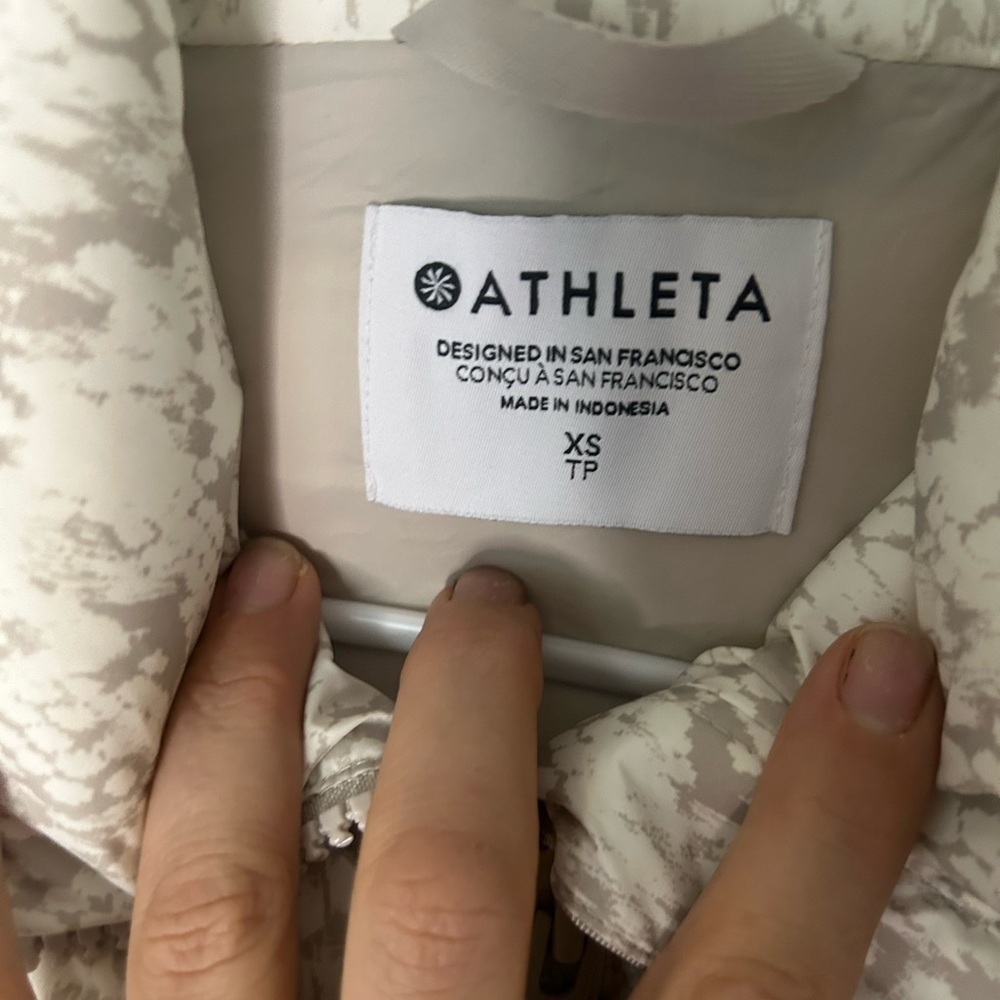 ATHLETA
DESIGNED IN SAN FRANCISCO
CONÇU À SAN FRANCISCO
MADE IN INDONESIA
XS
TP